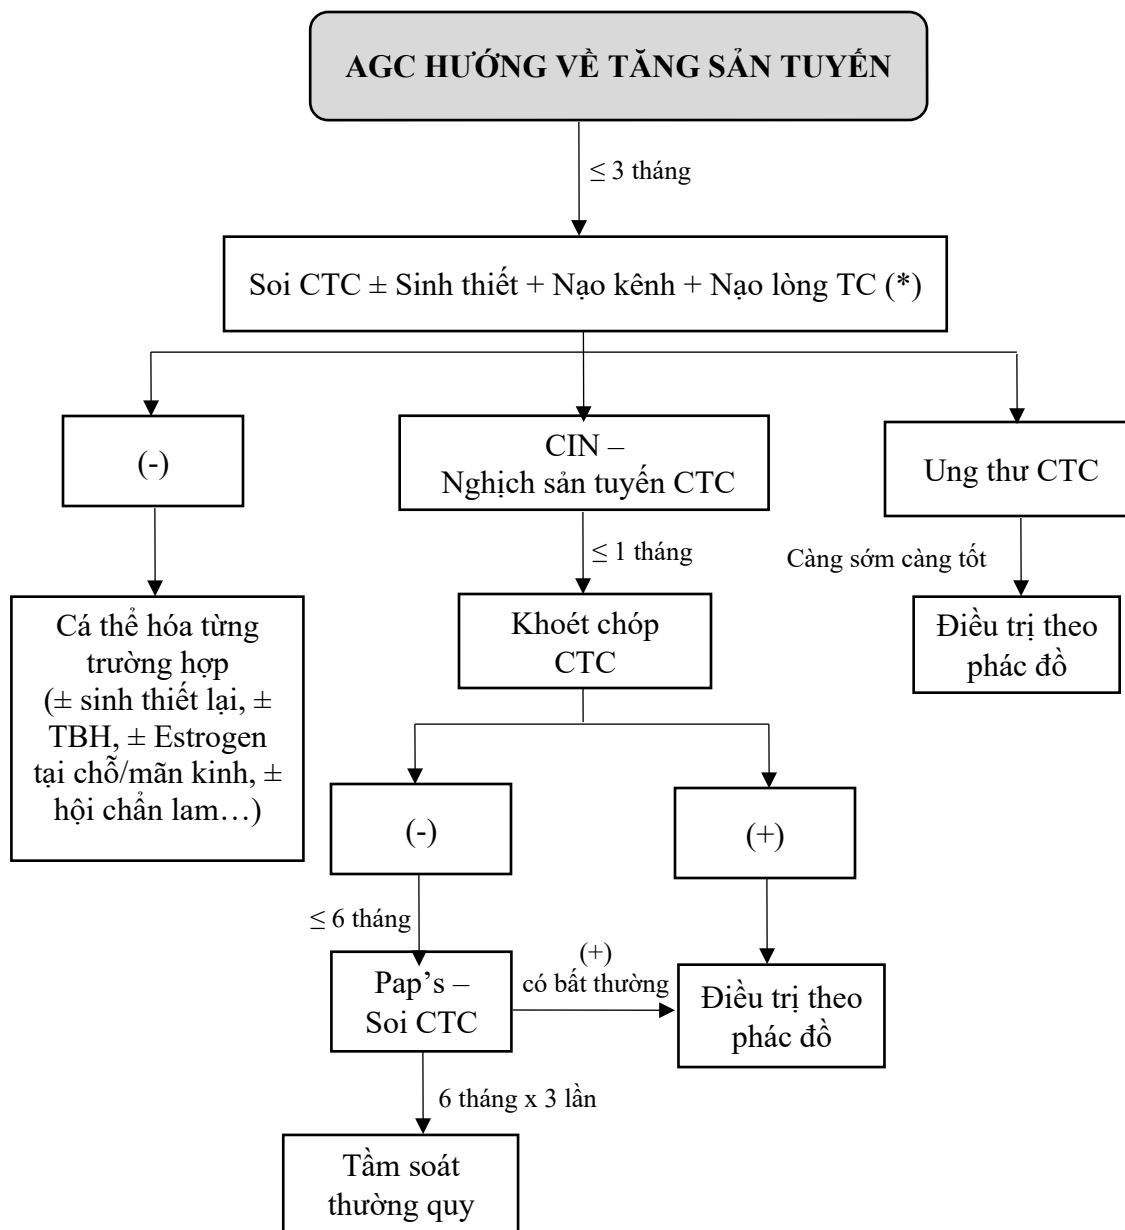 AGC HƯỚNG VỀ TĂNG SẢN TUYẾN
≤ 3 tháng
Soi CTC ± Sinh thiết + Nạo kênh + Nạo lòng TC (*)
(-)
CIN –
Nghịch sản tuyến CTC
Ung thư CTC
≤ 1 tháng
Càng sớm càng tốt
Cá thể hóa từng
trường hợp
(± sinh thiết lại, ±
TBH, ± Estrogen
tại chỗ/mãn kinh, ±
hội chẩn lam…)
Khoét chóp
CTC
Điều trị theo
phác đồ
(-)
(+)
≤ 6 tháng
Pap’s –
Soi CTC
(+)
có bất thường
Điều trị theo
phác đồ
6 tháng x 3 lần
Tầm soát
thường quy